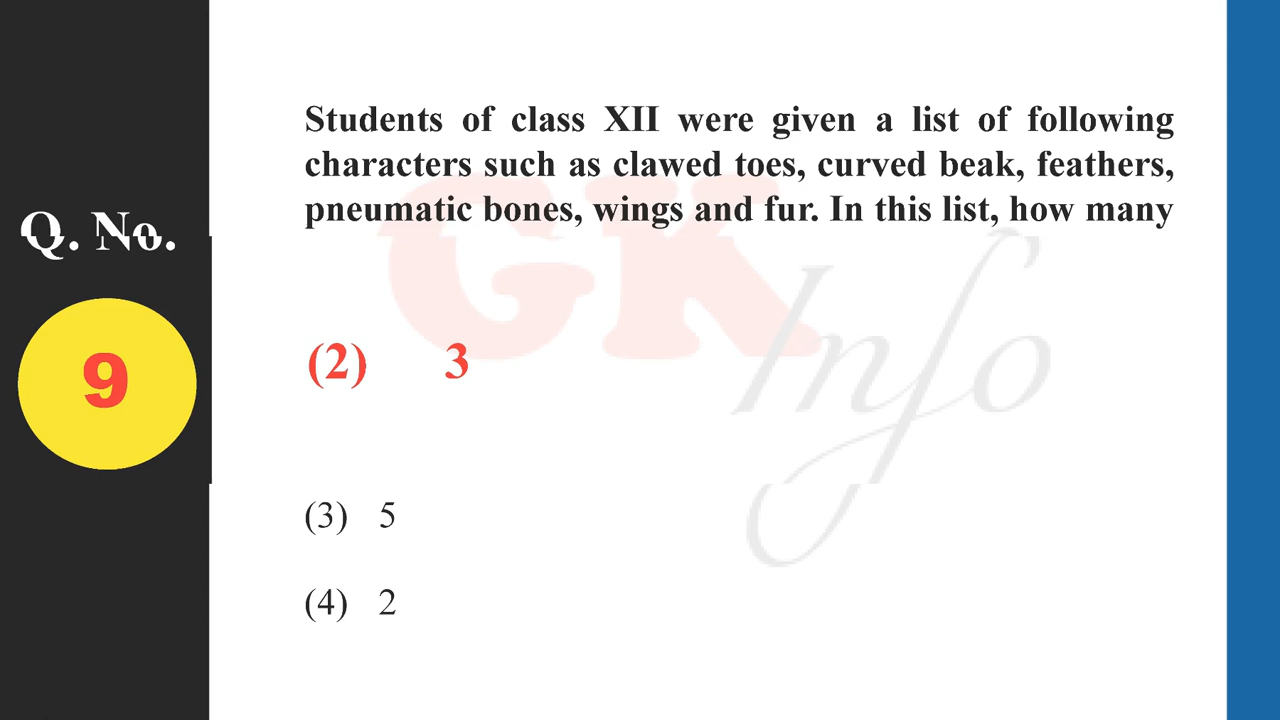 Students of class XII were given a list of following
characters such as clawed toes, curved beak, feathers,
pneumatic bones, wings and fur. In this list, how many
Q. No.
GK
Info
9
(2) 3
(3) 5
(4) 2